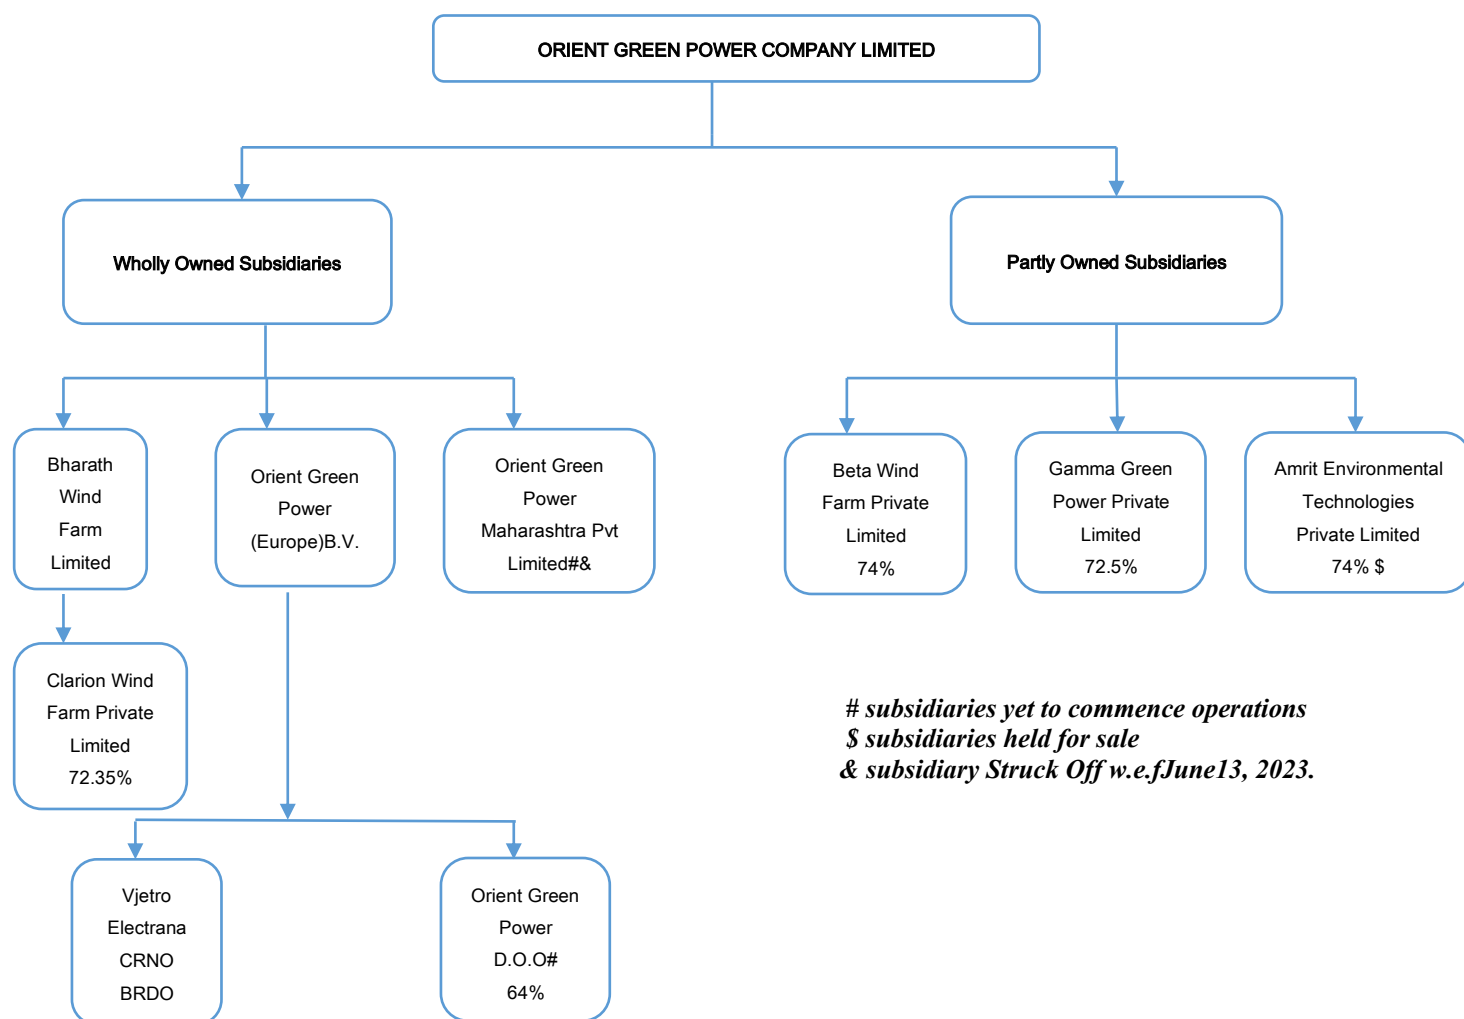 ORIENT GREEN POWER COMPANY LIMITED
Wholly Owned Subsidiaries
Partly Owned Subsidiaries
Bharath
Wind
Farm
Limited
Orient Green
Power
(Europe)B.V.
Orient Green
Power
Maharashtra Pvt
Limited#&
Beta Wind
Farm Private
Limited
74%
Gamma Green
Power Private
Limited
72.5%
Amrit Environmental
Technologies
Private Limited
74% $
Clarion Wind
Farm Private
Limited
72.35%
# subsidiaries yet to commence operations
$ subsidiaries held for sale
& subsidiary Struck Off w.e.fJune13, 2023.
Vjetro
Electrana
CRNO
BRDO
Orient Green
Power
D.O.O#
64%